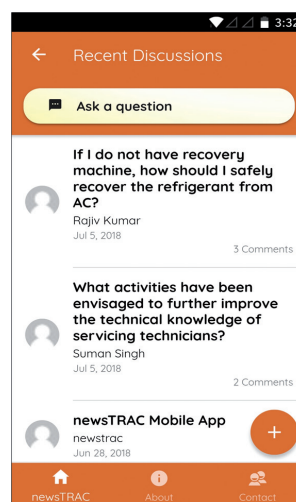 3:32
Recent Discussions
Ask a question
If I do not have recovery
machine, how should I safely
recover the refrigerant from
AC?
Rajiv Kumar
Jul 5, 2018
3 Comments
What activities have been
envisaged to further improve
the technical knowledge of
servicing technicians?
Suman Singh
Jul 5, 2018
2 Comments
newsTRAC Mobile App
newstrac
Jun 28, 2018
newsTRAC About Contact